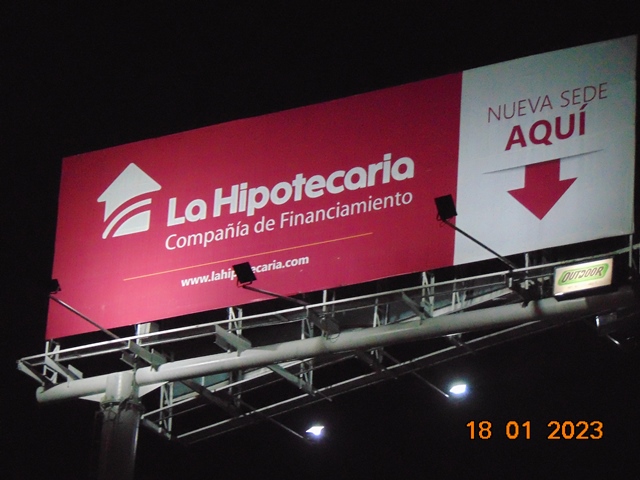 La Hipotecaria
Compañía de Financiamiento
www.lahipotecaria.com
NUEVA SEDE
AQUÍ
OUTDOOR
18 01 2023